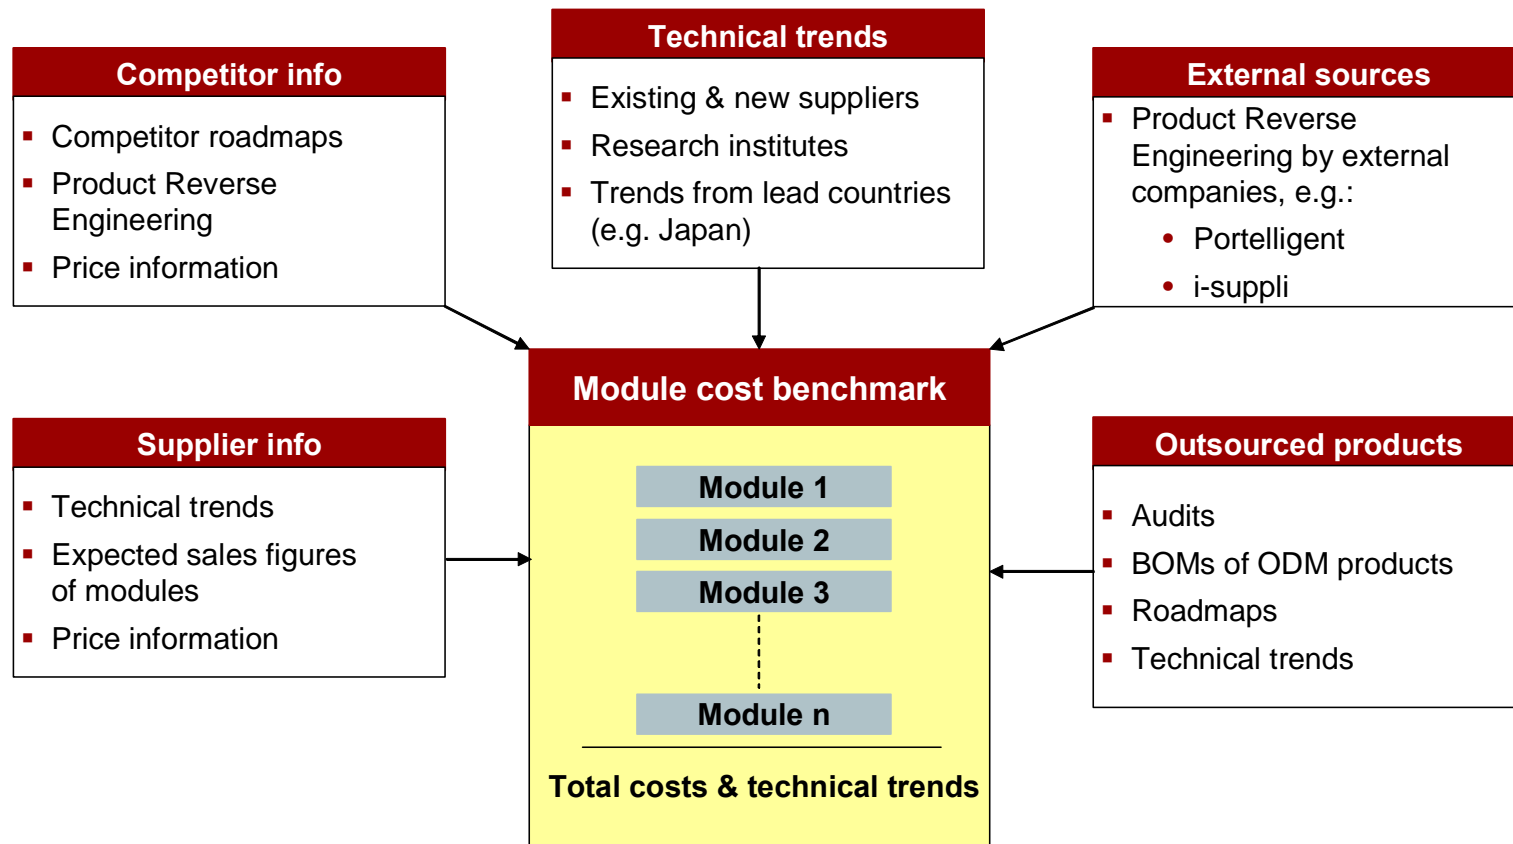 Technical trends
Existing & new suppliers
Research institutes
Trends from lead countries
(e.g. Japan)
Competitor info
Competitor roadmaps
Product Reverse
Engineering
Price information
External sources
Product Reverse
Engineering by external
companies, e.g.:
Portelligent
i-suppli
Module cost benchmark
Module 1
Module 2
Module 3
Module n
Total costs & technical trends
Supplier info
Technical trends
Expected sales figures
of modules
Price information
Outsourced products
Audits
BOMs of ODM products
Roadmaps
Technical trends